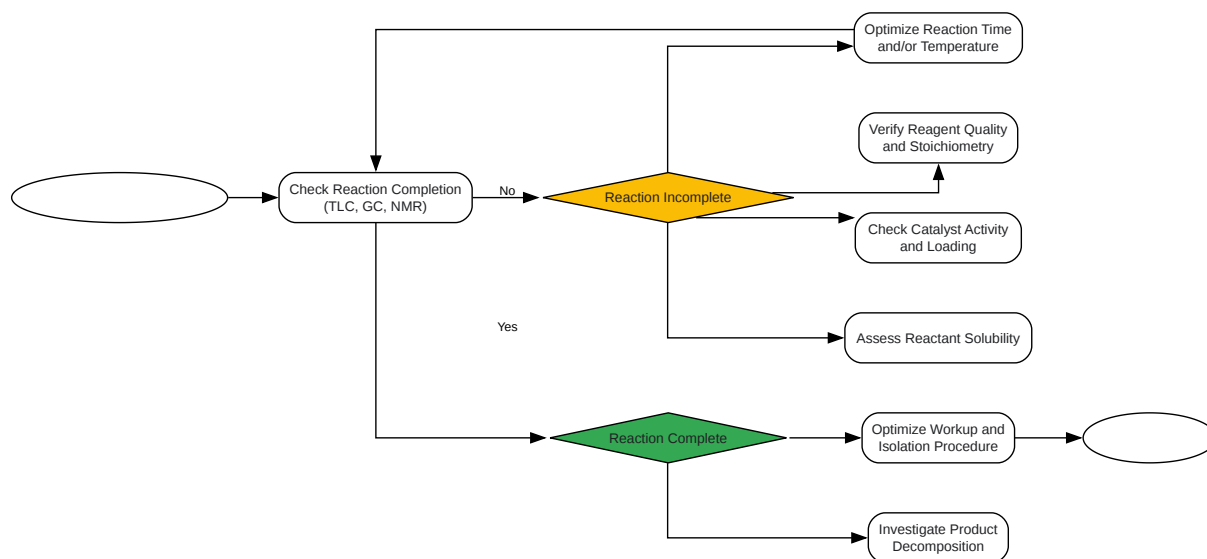 Optimize Reaction Time
and/or Temperature
Verify Reagent Quality
and Stoichiometry
Check Reaction Completion
(TLC, GC, NMR)
No
Reaction Incomplete
Check Catalyst Activity
and Loading
Yes
Assess Reactant Solubility
Reaction Complete
Optimize Workup and
Isolation Procedure
Investigate Product
Decomposition